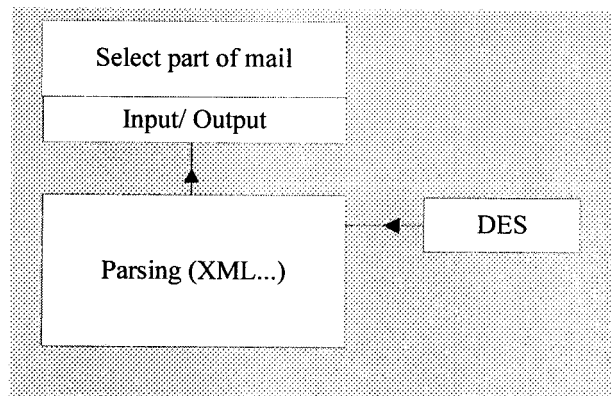 Select part of mail
Input/ Output
Parsing (XML...)
DES